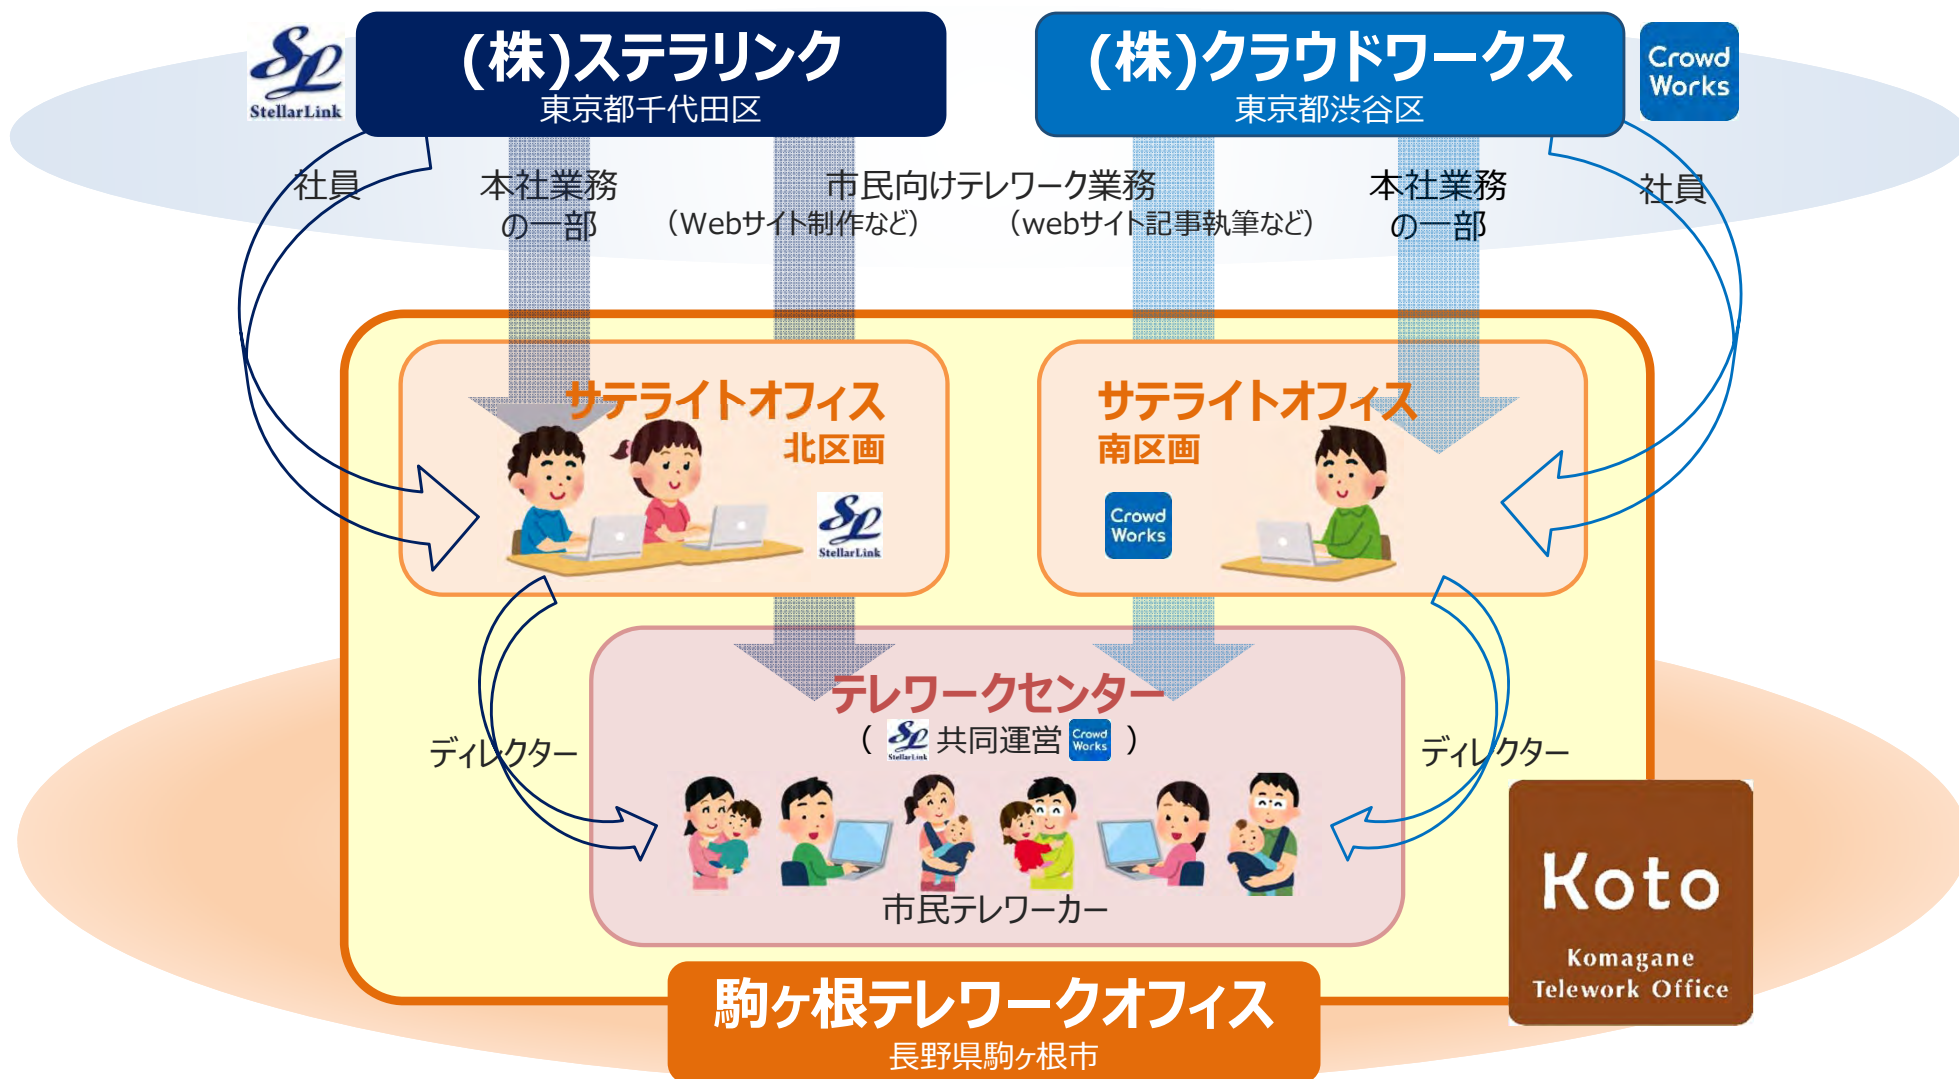 SL
StellarLink
(株)ステラリンク
東京都千代田区
(株)クラウドワークス
東京都渋谷区
Crowd
Works
社員
本社業務
の一部
市民向けテレワーク業務
（Webサイト制作など）
（webサイト記事執筆など）
本社業務
の一部
社員
サテライトオフィス
北区画
SL
StellarLink
サテライトオフィス
南区画
Crowd
Works
テレワークセンター
（ SL StellarLink 共同運営 Crowd Works ）
ディレクター
ディレクター
市民テレワーカー
Koto
Komagane
Telework Office
駒ヶ根テレワークオフィス
長野県駒ヶ根市